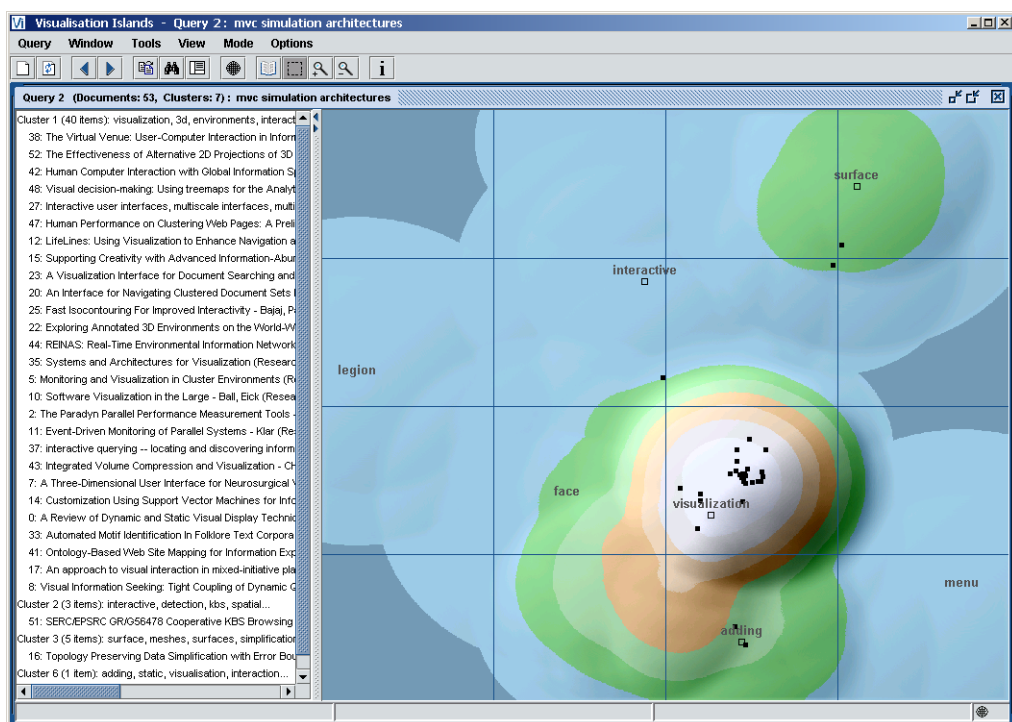 Visualisation Islands - Query 2: mvc simulation architectures
Query Window Tools View Mode Options
Query 2 (Documents: 53, Clusters: 7) : mvc simulation architectures
Cluster 1 (40 items): visualization, 3d, environments, interact
38: The Virtual Venue: User-Computer Interaction in Inform
52: The Effectiveness of Alternative 2D Projections of 3D
42: Human Computer Interaction with Global Information Sp
48: Visual decision-making: Using treemaps for the Analyt
27: Interactive user interfaces, multiscale interfaces, multi
47: Human Performance on Clustering Web Pages: A Preli
12: LifeLines: Using Visualization to Enhance Navigation a
15: Supporting Creativity with Advanced Information-Abun
23: A Visualization Interface for Document Searching and
20: An Interface for Navigating Clustered Document Sets
25: Fast Isocontouring For Improved Interactivity - Bajaj, Pa
22: Exploring Annotated 3D Environments on the World-W
44: REINAS: Real-Time Environmental Information Network
35: Systems and Architectures for Visualization (Researc
5: Monitoring and Visualization in Cluster Environments (Re
10: Software Visualization in the Large - Ball, Eick (Resea
2: The Paradyn Parallel Performance Measurement Tools -
11: Event-Driven Monitoring of Parallel Systems - Klar (Res
37: interactive querying -- locating and discovering inform
43: Integrated Volume Compression and Visualization - CH
7: A Three-Dimensional User Interface for Neurosurgical V
14: Customization Using Support Vector Machines for Info
0: A Review of Dynamic and Static Visual Display Techniq
33: Automated Motif Identification In Folklore Text Corpora
41: Ontology-Based Web Site Mapping for Information Exp
17: An approach to visual interaction in mixed-initiative pla
8: Visual Information Seeking: Tight Coupling of Dynamic Q
Cluster 2 (3 items): interactive, detection, kbs, spatial...
51: SERC/EPSRC GR/G56478 Cooperative KBS Browsing
Cluster 3 (5 items): surface, meshes, surfaces, simplification
16: Topology Preserving Data Simplification with Error Bou
Cluster 6 (1 item): adding, static, visualisation, interaction...
surface
interactive
legion
face
visualization
menu
adding